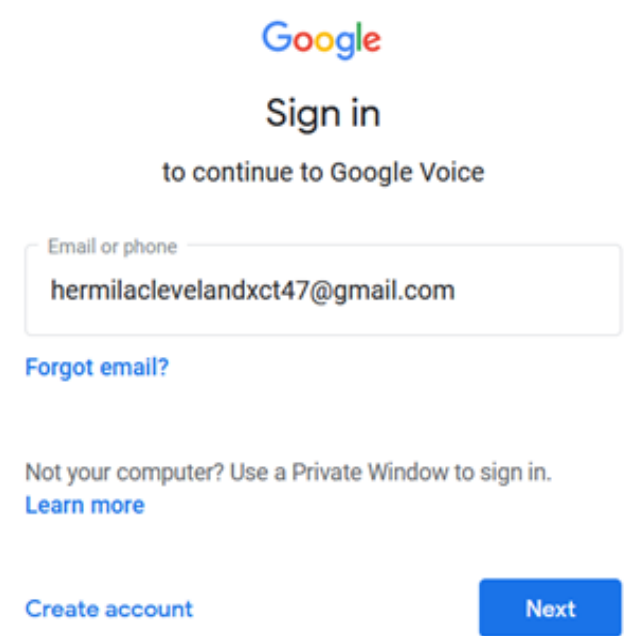 Google
Sign in
to continue to Google Voice
Email or phone
hermilaclevelandxct47@gmail.com
Forgot email?
Not your computer? Use a Private Window to sign in.
Learn more
Create account
Next